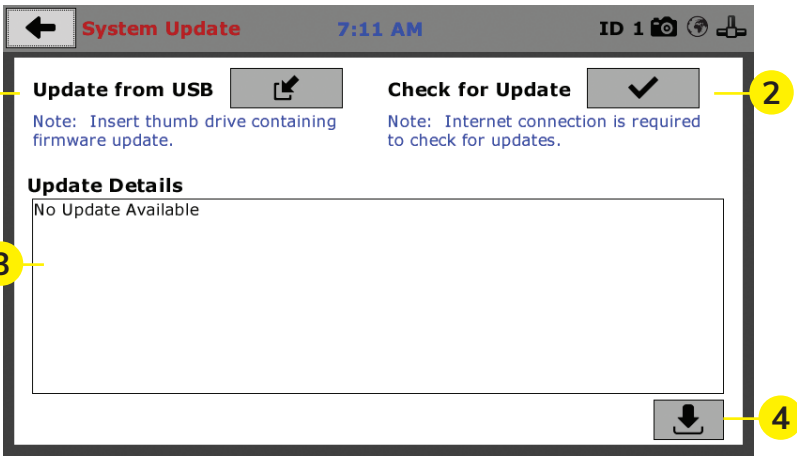 System Update 7:11 AM ID 1
Update from USB Check for Update 2
Note: Insert thumb drive containing Note: Internet connection is required
firmware update. to check for updates.
Update Details
No Update Available
3
4